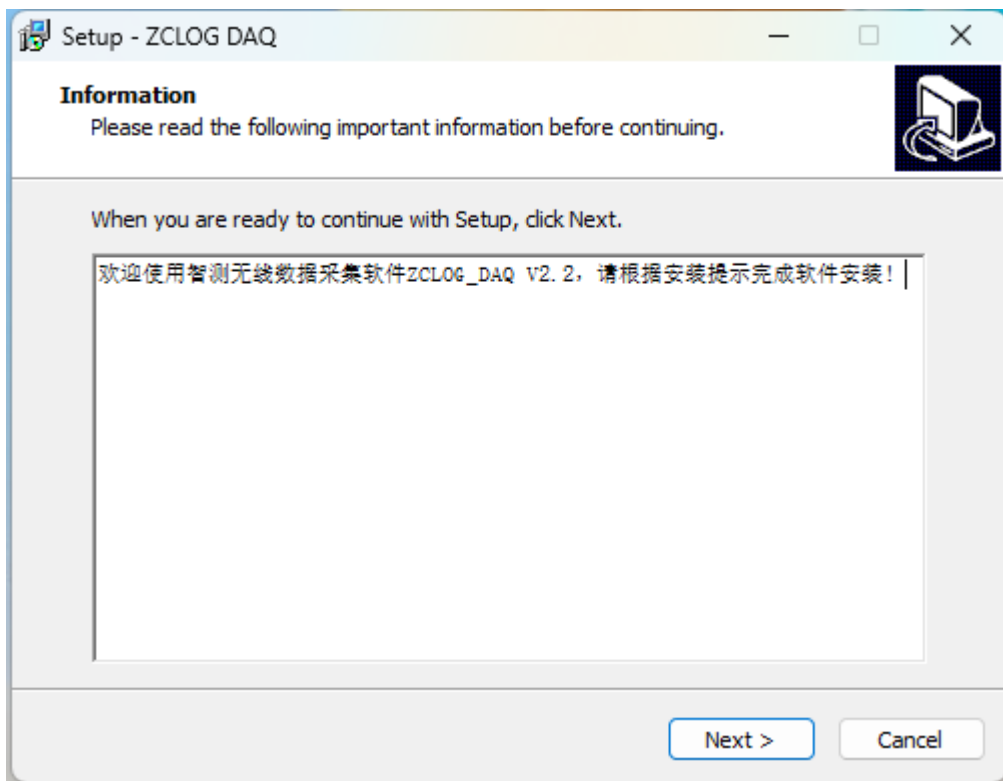 Setup - ZCLOG DAQ
Information
Please read the following important information before continuing.
When you are ready to continue with Setup, click Next.
欢迎使用智测无线数据采集软件ZCLOG_DAQ V2.2，请根据安装提示完成软件安装！
Next >
Cancel